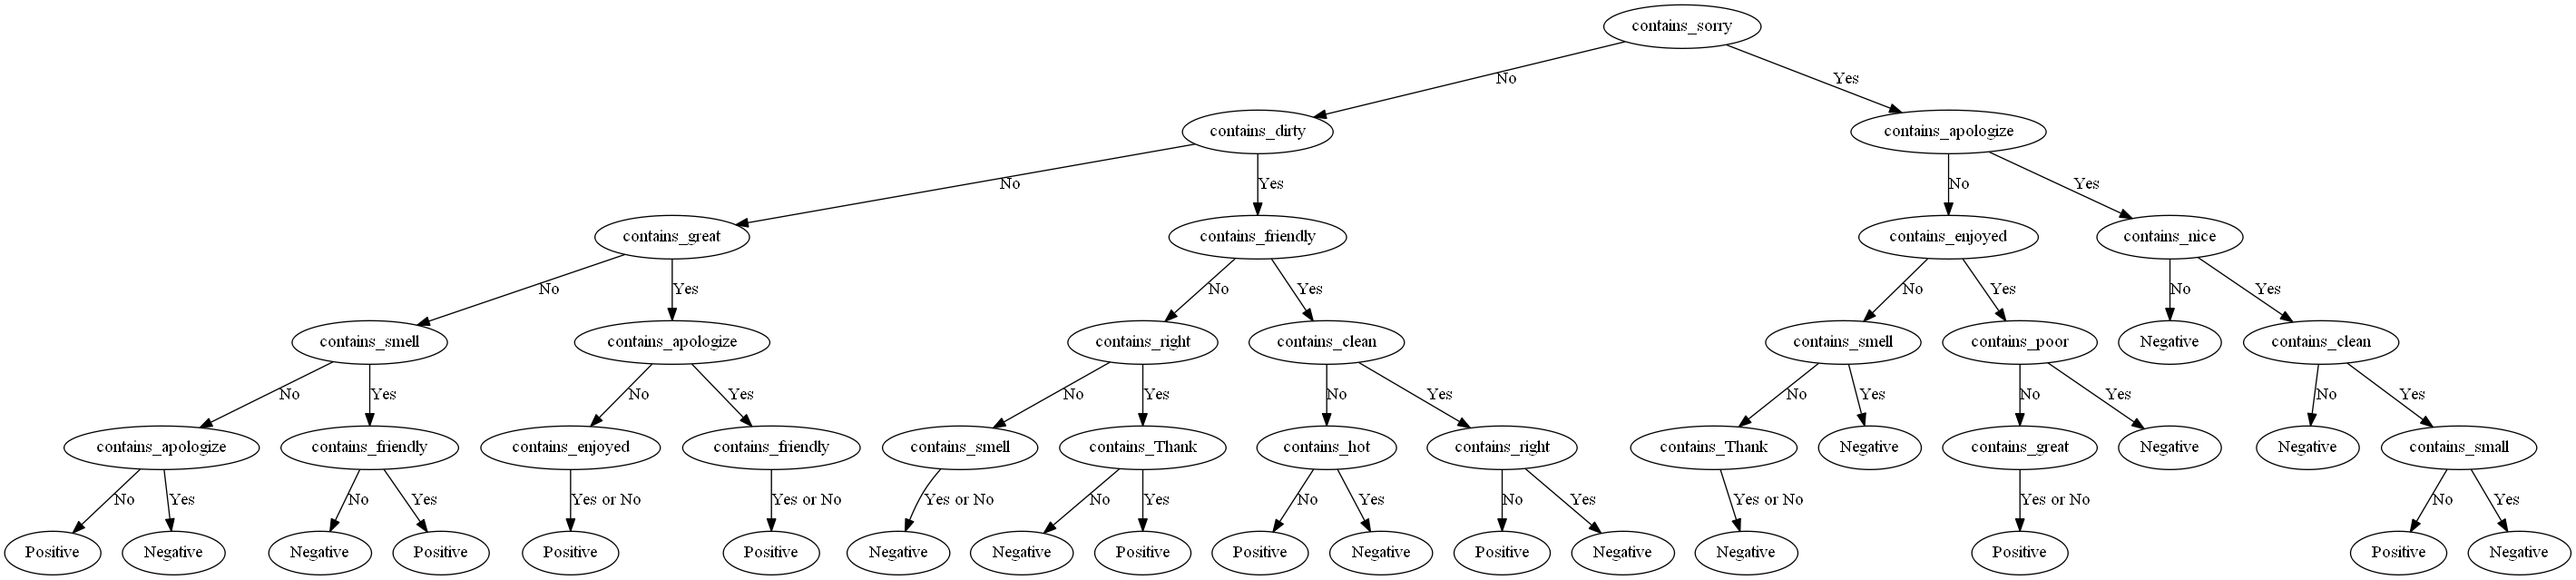 contains_sorry
No
Yes
contains_dirty
contains_apologize
No
Yes
No
Yes
contains_great
contains_friendly
contains_enjoyed
contains_nice
No
Yes
No
Yes
No
Yes
No
Yes
contains_smell
contains_apologize
contains_right
contains_clean
contains_smell
contains_poor
Negative
contains_clean
No
Yes
No
Yes
No
Yes
No
Yes
No
Yes
No
Yes
No
Yes
contains_apologize
contains_friendly
contains_enjoyed
contains_friendly
contains_smell
contains_Thank
contains_hot
contains_right
contains_Thank
Negative
contains_great
Negative
Negative
contains_small
No
Yes
No
Yes
Yes or No
Yes or No
Yes or No
No
Yes
No
Yes
No
Yes
Yes or No
Yes or No
No
Yes
Positive
Negative
Negative
Positive
Positive
Positive
Negative
Negative
Positive
Positive
Negative
Positive
Negative
Negative
Positive
Positive
Negative